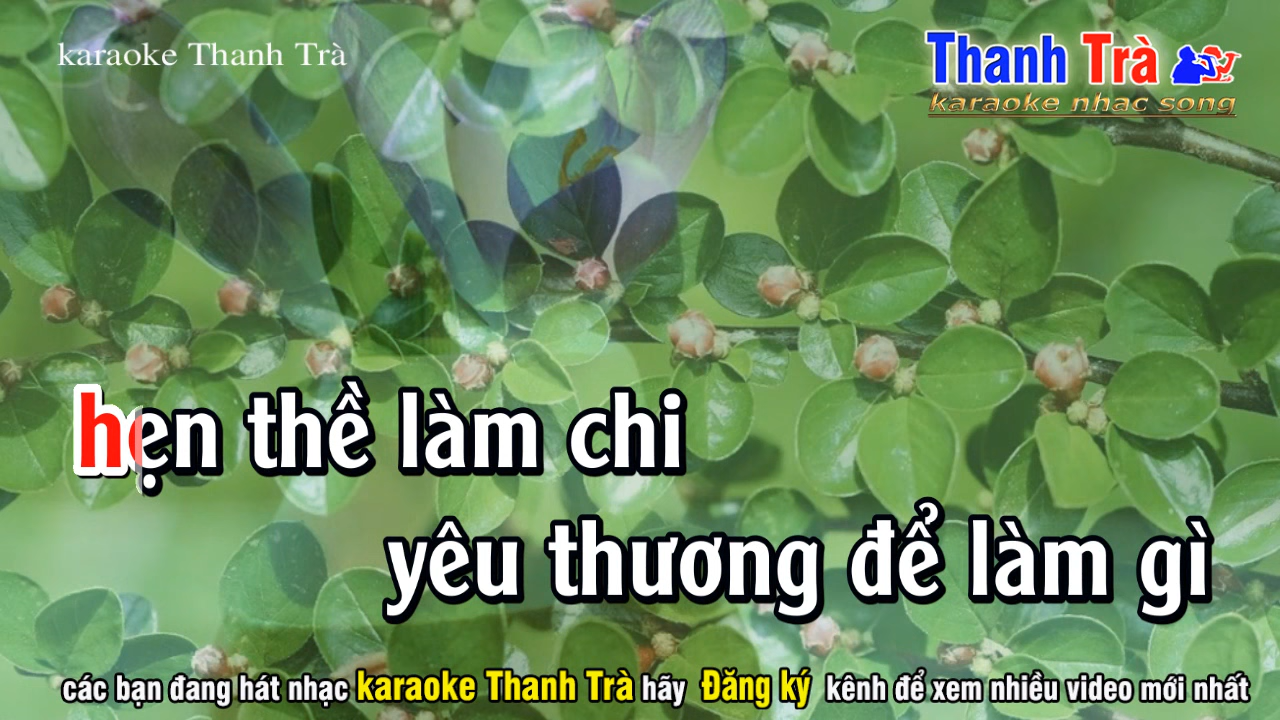 karaoke Thanh Trà
Thanh Trà
karaoke nhac song
hẹn thề làm chi
yêu thương để làm gì
các bạn đang hát nhạc karaoke Thanh Trà hãy Đăng ký kênh để xem nhiều video mới nhất